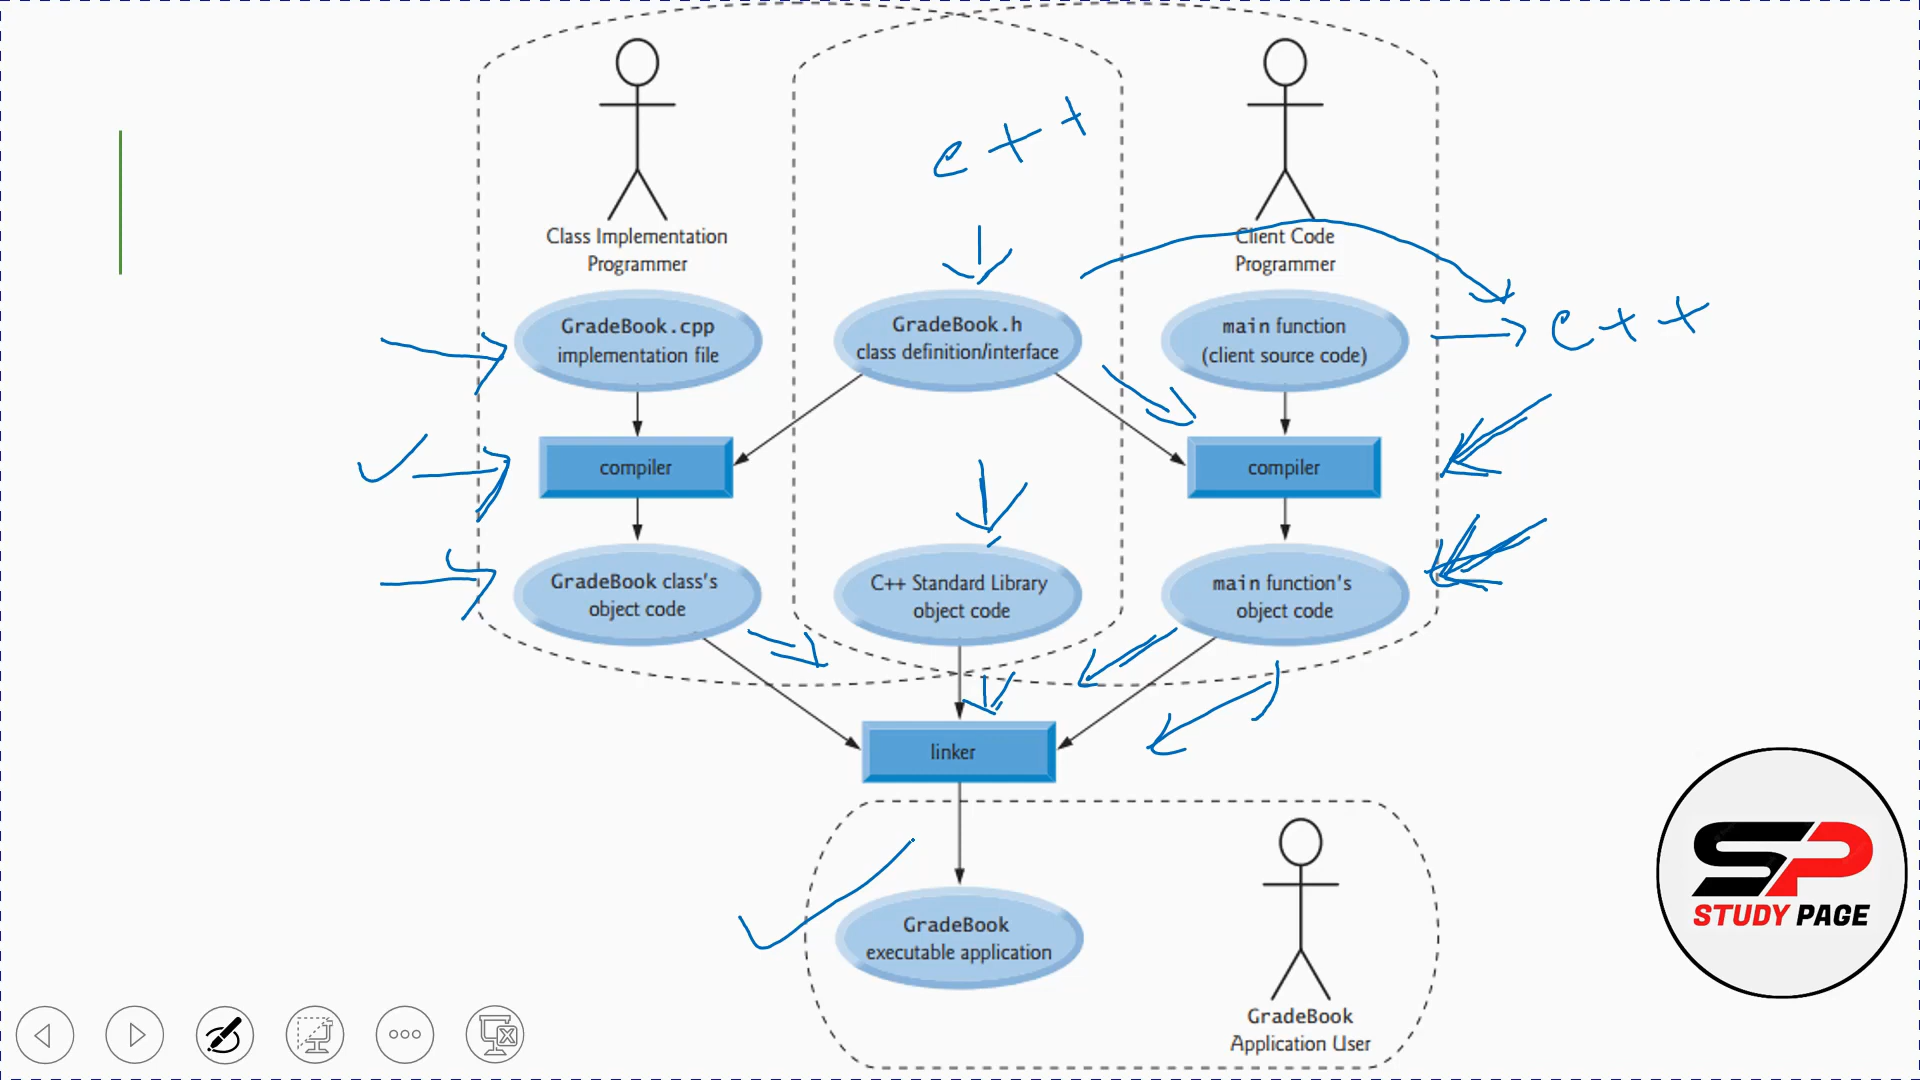 c++
Class Implementation
Programmer
Client Code
Programmer
GradeBook.cpp
implementation file
GradeBook.h
class definition/interface
main function
(client source code)
c++
compiler
compiler
GradeBook class's
object code
C++ Standard Library
object code
main function's
object code
linker
GradeBook
executable application
GradeBook
Application User
SP
STUDY PAGE